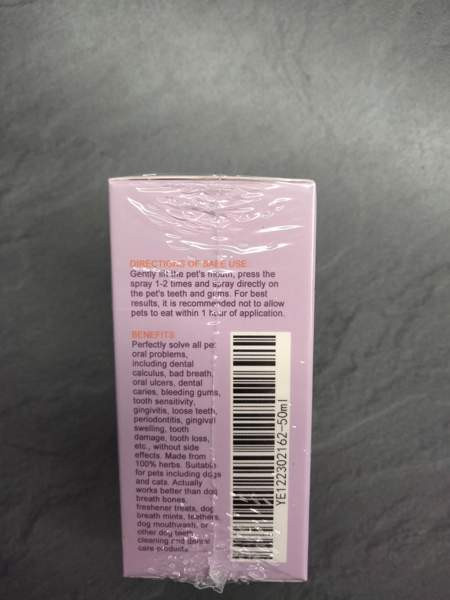 DIRECTIONS OF SAFE USE
Gently lift the pet's mouth, press the
spray 1-2 times and spray directly on
the pet's teeth and gums. For best
results, it is recommended not to allow
pets to eat within 1 hour of application.
BENEFITS
Perfectly solve all pet
oral problems,
including dental
calculus, bad breath,
oral ulcers, dental
caries, bleeding gums,
tooth sensitivity,
gingivitis, loose teeth,
periodontitis, gingival
swelling, tooth
damage, tooth loss,
etc., without side
effects. Made from
100% herbs. Suitable
for pets including dogs
and cats. Actually
works better than dog
breath bones,
freshener treats, dog
breath mints, teethers,
dog mouthwash, or
other dog teeth
cleaning and dental
care products.
YE122302162-50ml